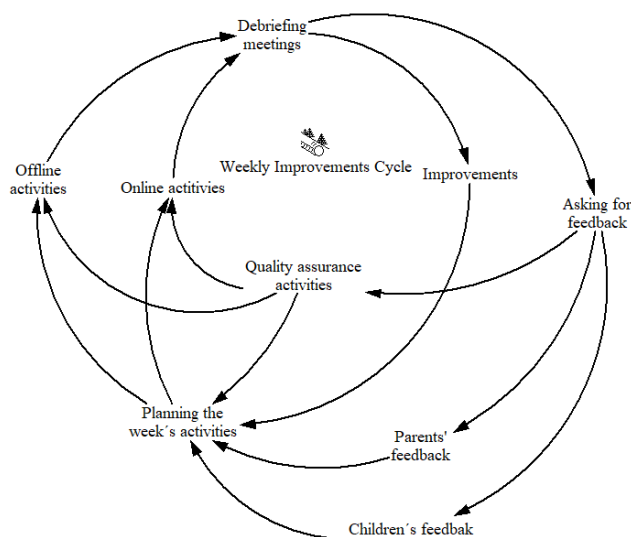 Debriefing
meetings
Weekly Improvements Cycle
Offline
activities
Online actitivies
Improvements
Asking for
feedback
Quality assurance
activities
Planning the
week´s activities
Parents'
feedback
Children´s feedbak